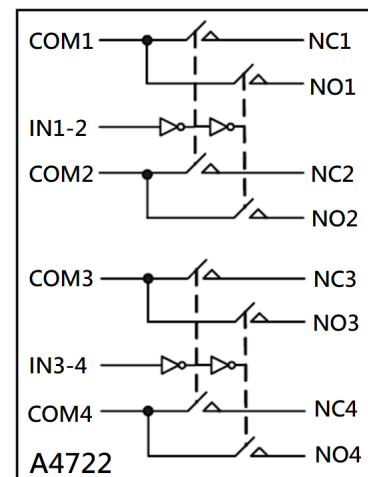 COM1 NC1
NO1
IN1-2
COM2 NC2
NO2
COM3 NC3
NO3
IN3-4
COM4 NC4
NO4
A4722